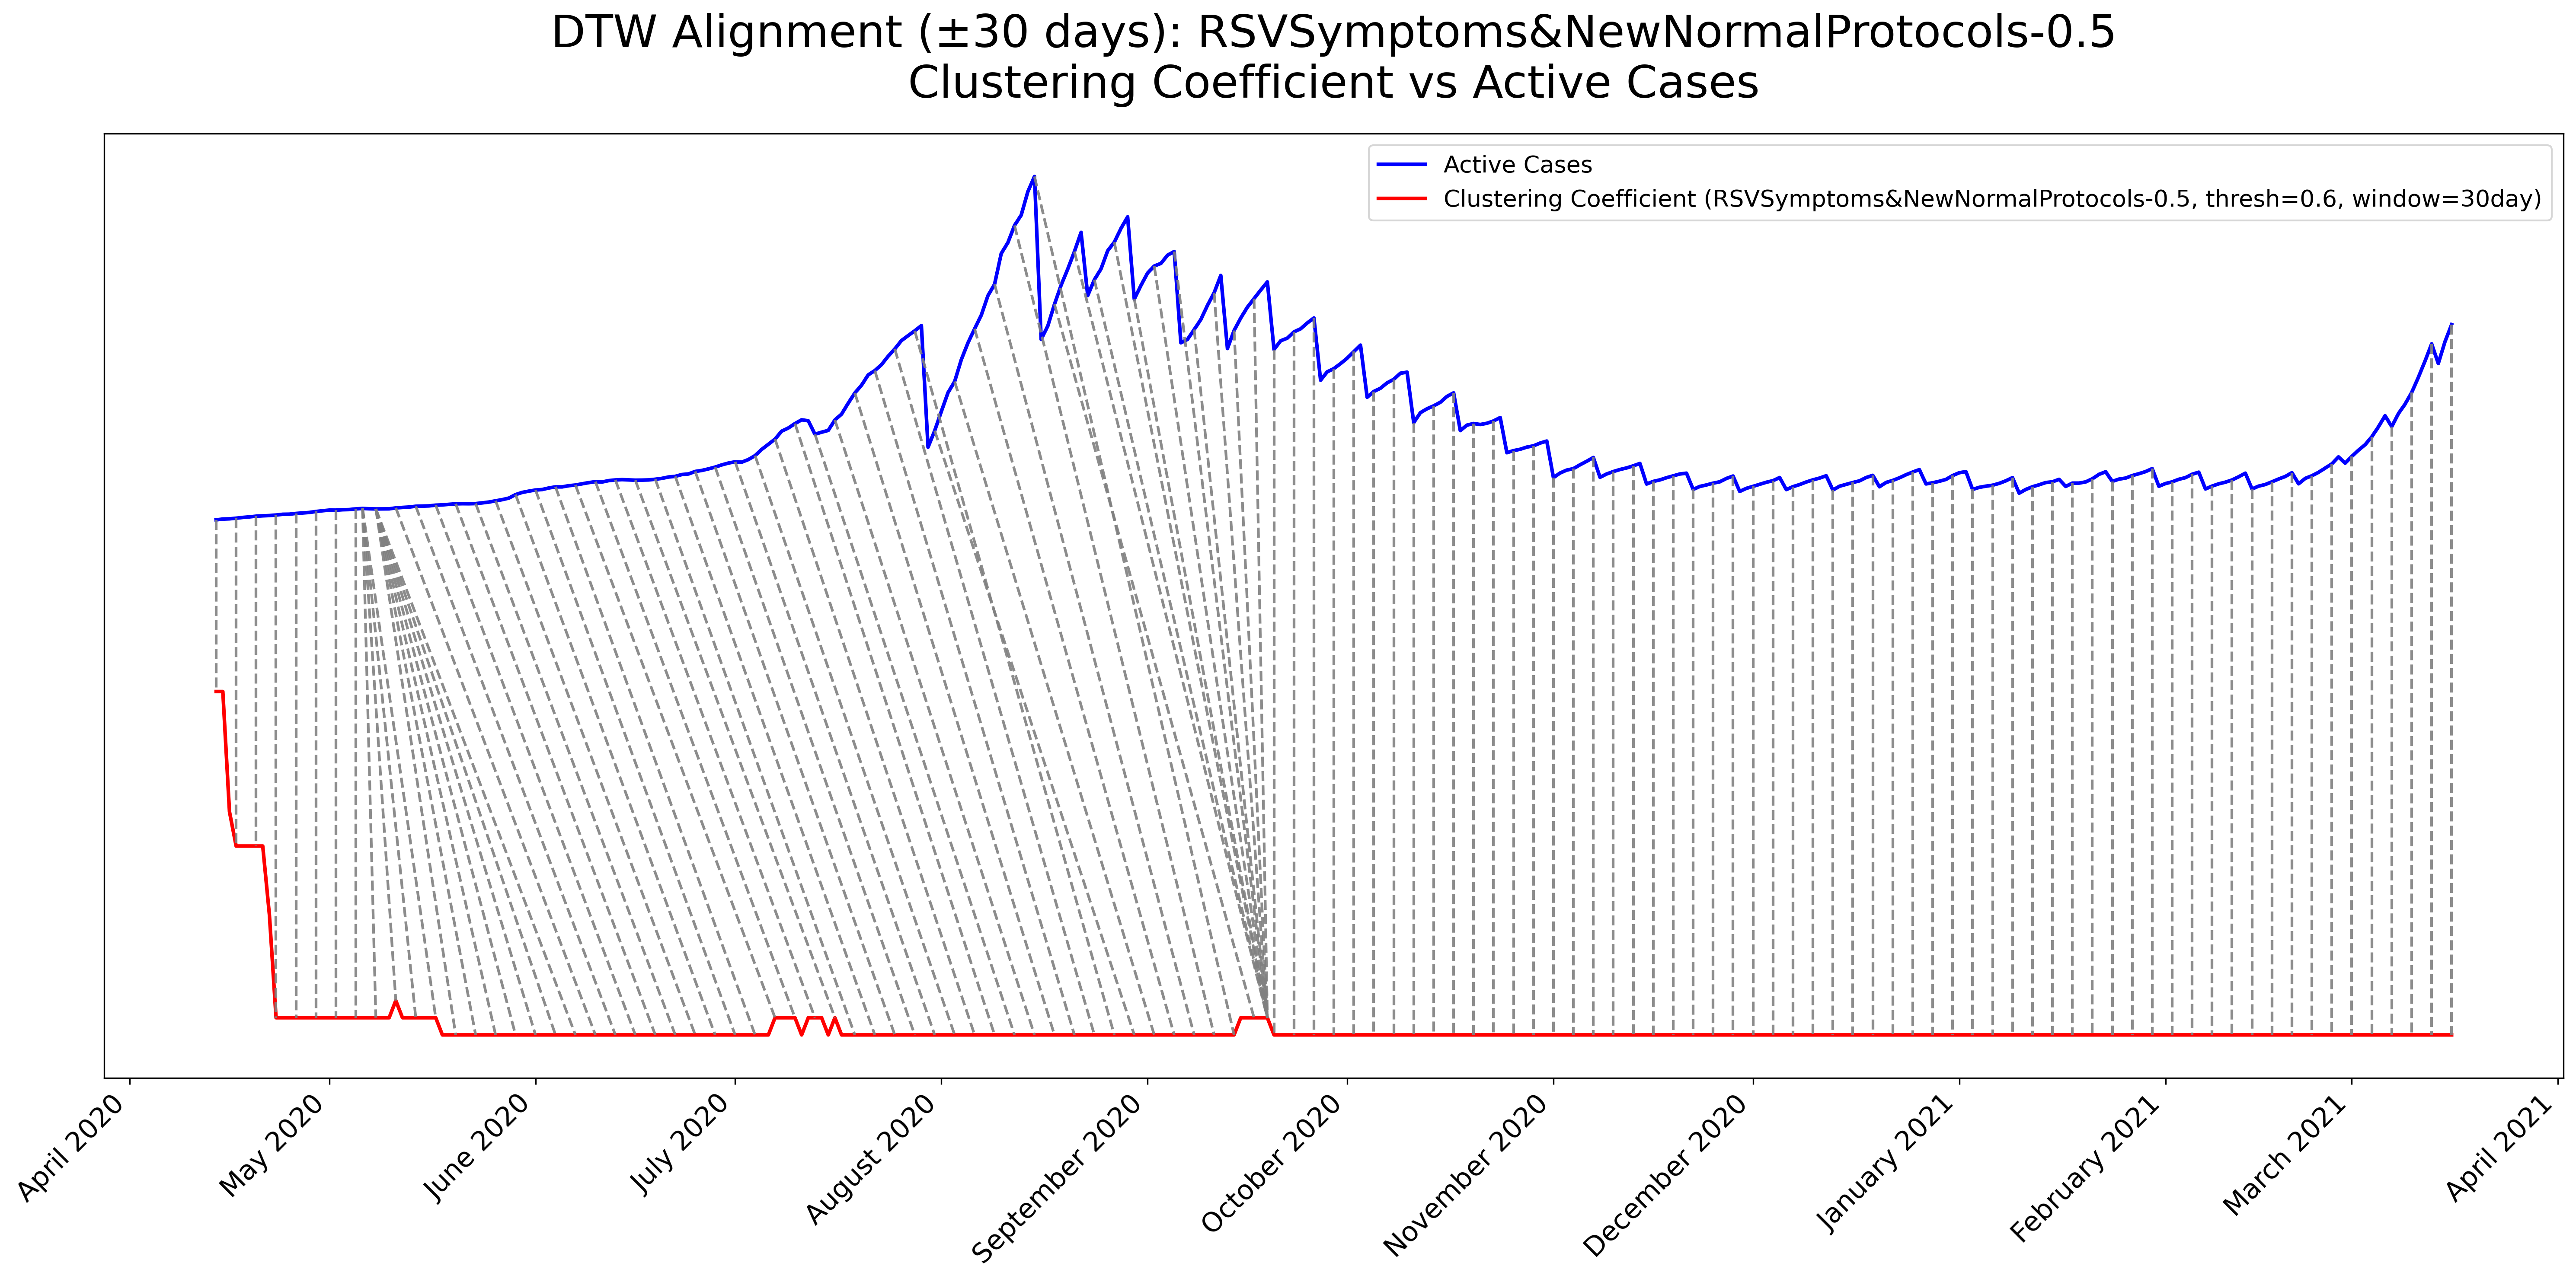 DTW Alignment (±30 days): RSVSymptoms&NewNormalProtocols-0.5
Clustering Coefficient vs Active Cases
Active Cases
Clustering Coefficient (RSVSymptoms&NewNormalProtocols-0.5, thresh=0.6, window=30day)
April 2020
May 2020
June 2020
July 2020
August 2020
September 2020
October 2020
November 2020
December 2020
January 2021
February 2021
March 2021
April 2021